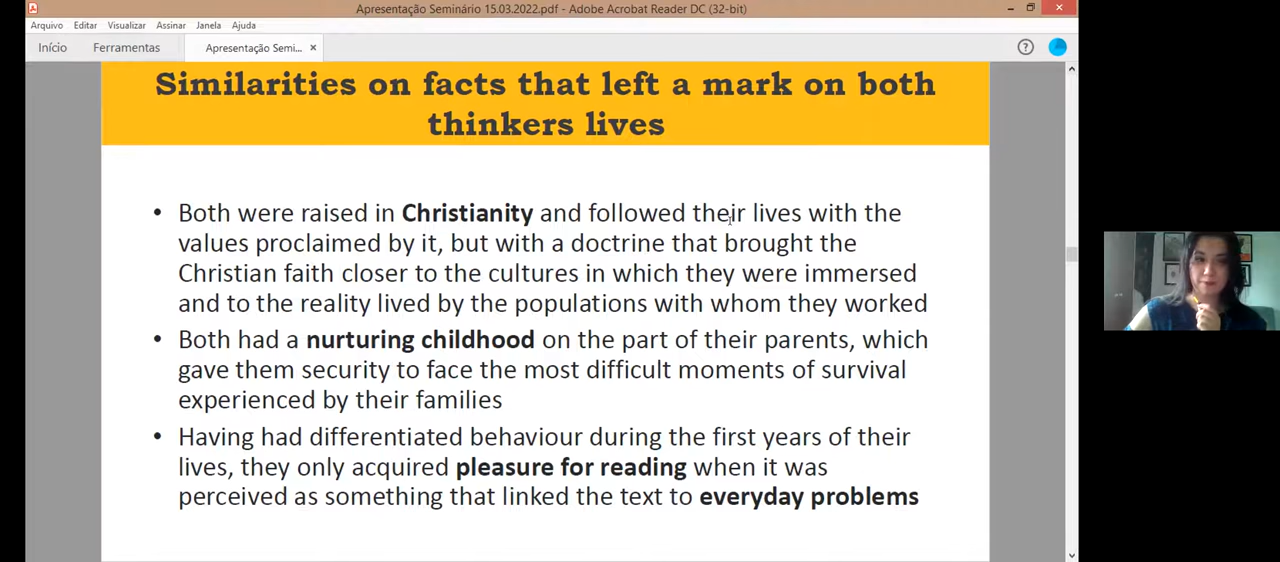 Apresentação Seminário 15.03.2022.pdf - Adobe Acrobat Reader DC (32-bit)
Arquivo Editar Visualizar Assinar Janela Ajuda
Início Ferramentas Apresentação Semi... ×
Similarities on facts that left a mark on both
thinkers lives
• Both were raised in Christianity and followed their lives with the
values proclaimed by it, but with a doctrine that brought the
Christian faith closer to the cultures in which they were immersed
and to the reality lived by the populations with whom they worked
• Both had a nurturing childhood on the part of their parents, which
gave them security to face the most difficult moments of survival
experienced by their families
• Having had differentiated behaviour during the first years of their
lives, they only acquired pleasure for reading when it was
perceived as something that linked the text to everyday problems